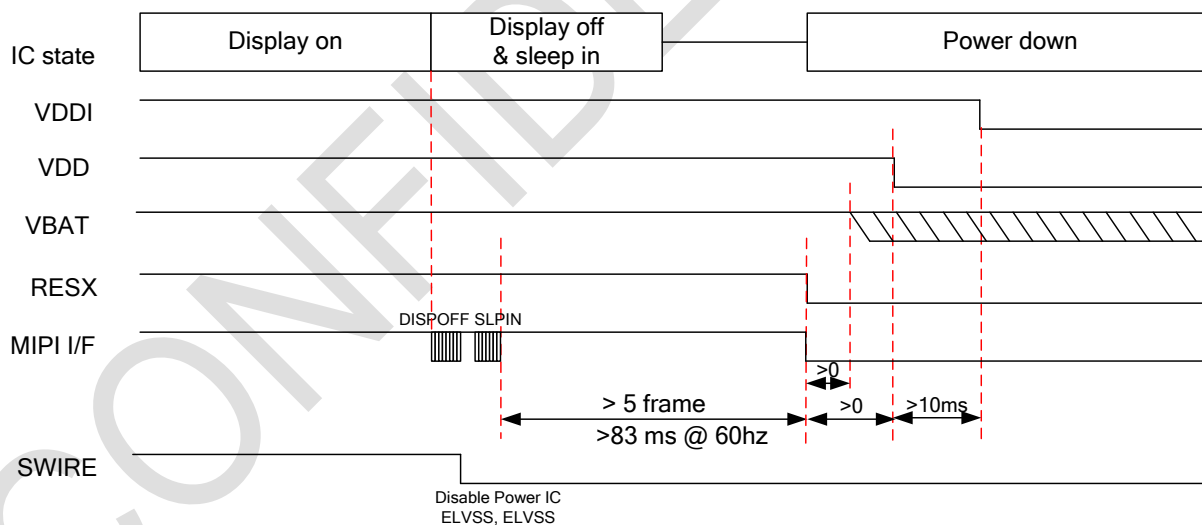 Display on
Display off
& sleep in
Power down
IC state
VDDI
VDD
VBAT
RESX
DISPOFF SLPIN
MIPI I/F
>0
> 5 frame
>0
>10ms
>83 ms @ 60hz
SWIRE
Disable Power IC
ELVSS, ELVSS
CONFIDE